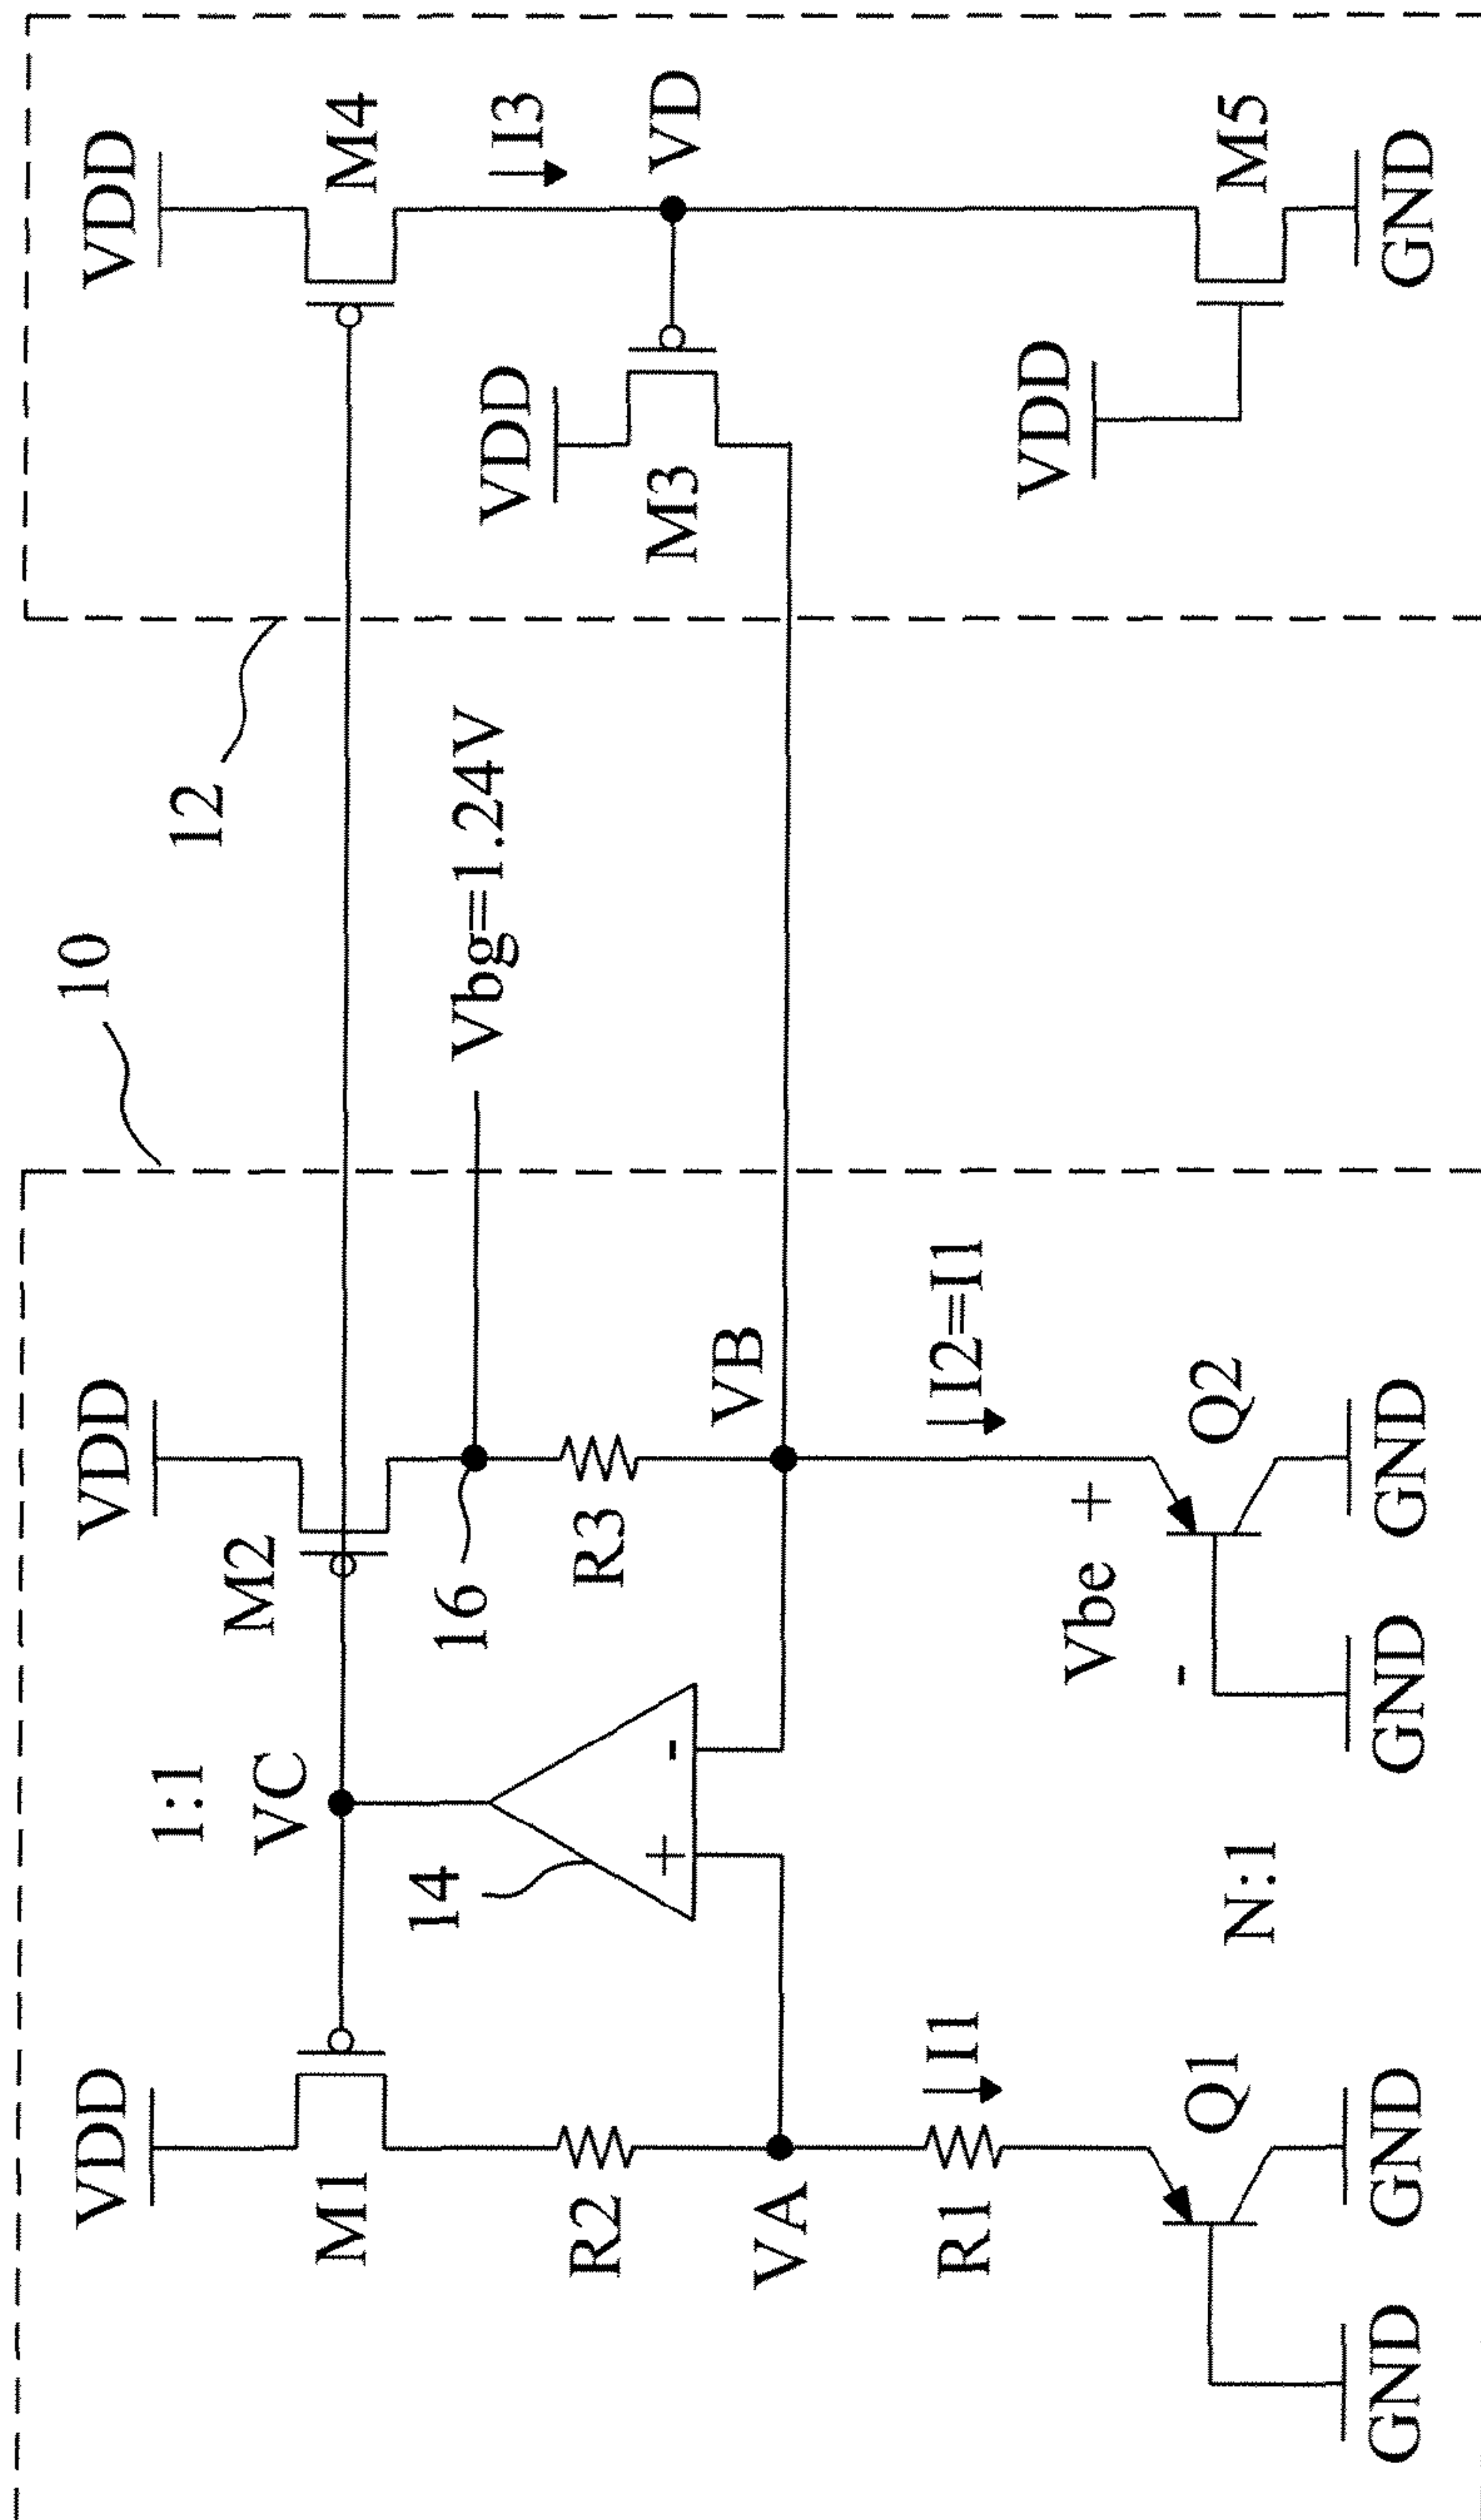 10
12
VDD
VDD
VDD
1:1
M1
VC
M2
M4
14
16
Vbg=1.24V
VDD
I3
R2
R3
M3
VD
+
-
VA
VB
R1
I1
I2=I1
VDD
Vbe
+
-
Q1
N:1
Q2
M5
GND
GND
GND
GND
GND